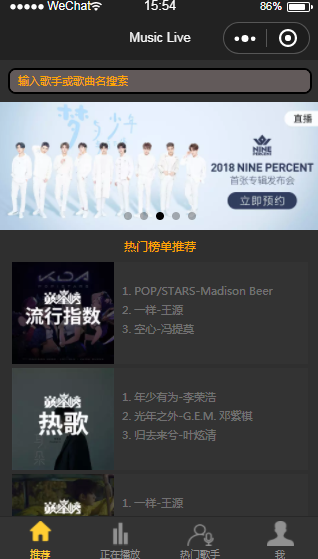 WeChat
15:54
86%
Music Live
输入歌手或歌曲名搜索
直播
梦想少年
NINE
PERCENT
2018 NINE PERCENT
首张专辑发布会
立即预约
热门榜单推荐
K/DA
巅峰榜
流行指数
1. POP/STARS-Madison Beer
2. 一样-王源
3. 空心-冯提莫
巅峰榜
热歌
1. 年少有为-李荣浩
2. 光年之外-G.E.M. 邓紫棋
3. 归去来兮-叶炫清
巅峰榜
1. 一样-王源
推荐
正在播放
热门歌手
我